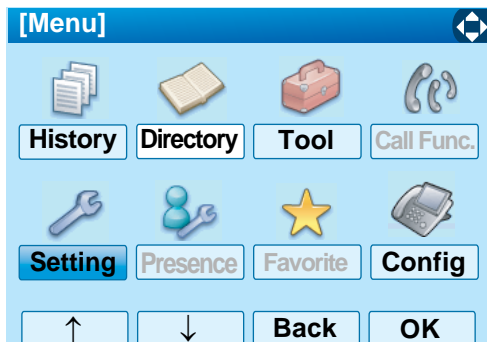 [Menu]
History Directory Tool Call Func.
Setting Presence Favorite Config
↑ ↓ Back OK